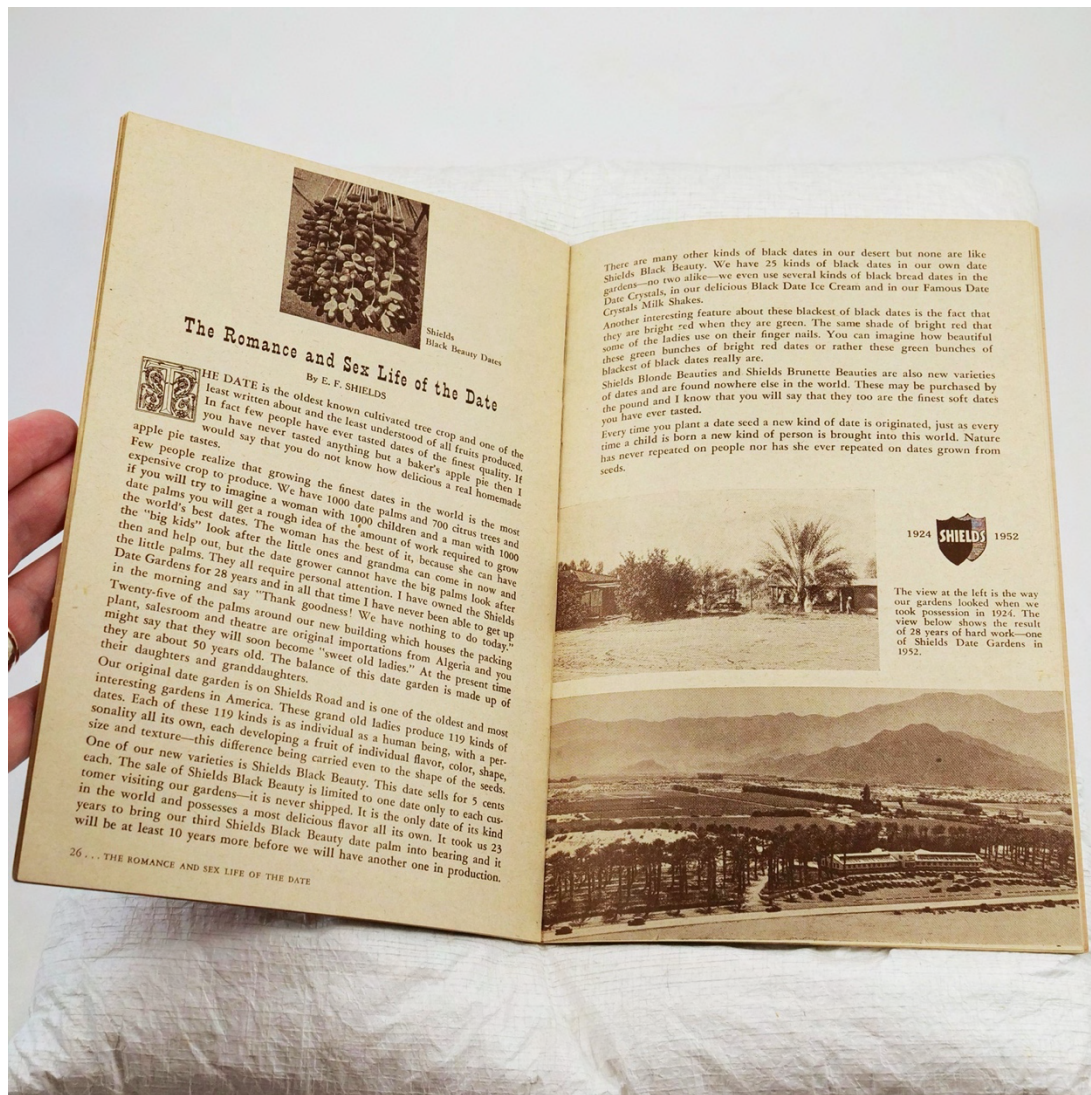 Shields
Black Beauty Dates
The Romance and Sex Life of the Date
By E. F. SHIELDS
THE DATE is the oldest known cultivated tree crop and one of the
least written about and the least understood of all fruits produced.
In fact few people have ever tasted dates of the finest quality. If
you have never tasted anything but a baker's apple pie then I
would say that you do not know how delicious a real homemade
apple pie tastes.
Few people realize that growing the finest dates in the world is the most
expensive crop to produce. We have 1000 date palms and 700 citrus trees and
if you will try to imagine a woman with 1000 children and a man with 1000
date palms you will get a rough idea of the amount of work required to grow
the world's best dates. The woman has the best of it, because she can have
the "big kids" look after the little ones and grandma can come in now and
then and help out, but the date grower cannot have the big palms look after
the little palms. They all require personal attention. I have owned the Shields
Date Gardens for 28 years and in all that time I have never been able to get up
in the morning and say "Thank goodness! We have nothing to do today."
Twenty-five of the palms around our new building which houses the packing
plant, salesroom and theatre are original importations from Algeria and you
might say that they will soon become "sweet old ladies." At the present time
they are about 50 years old. The balance of this date garden is made up of
their daughters and granddaughters.
Our original date garden is on Shields Road and is one of the oldest and most
interesting gardens in America. These grand old ladies produce 119 kinds of
dates. Each of these 119 kinds is as individual as a human being, with a per-
sonality all its own, each developing a fruit of individual flavor, color, shape,
size and texture—this difference being carried even to the shape of the seeds.
One of our new varieties is Shields Black Beauty. This date sells for 5 cents
each. The sale of Shields Black Beauty is limited to one date only to each cus-
tomer visiting our gardens—it is never shipped. It is the only date of its kind
in the world and possesses a most delicious flavor all its own. It took us 23
years to bring our third Shields Black Beauty date palm into bearing and it
will be at least 10 years more before we will have another one in production.
26 . . . THE ROMANCE AND SEX LIFE OF THE DATE
There are many other kinds of black dates in our desert but none are like
Shields Black Beauty. We have 25 kinds of black dates in our own date
gardens—no two alike—we even use several kinds of black bread dates in the
Date Crystals, in our delicious Black Date Ice Cream and in our Famous Date
Crystals Milk Shakes.
Another interesting feature about these blackest of black dates is the fact that
they are bright red when they are green. The same shade of bright red that
some of the ladies use on their finger nails. You can imagine how beautiful
these green bunches of bright red dates or rather these green bunches of
blackest of black dates really are.
Shields Blonde Beauties and Shields Brunette Beauties are also new varieties
of dates and are found nowhere else in the world. These may be purchased by
the pound and I know that you will say that they too are the finest soft dates
you have ever tasted.
Every time you plant a date seed a new kind of date is originated, just as every
time a child is born a new kind of person is brought into this world. Nature
has never repeated on people nor has she ever repeated on dates grown from
seeds.
1924 SHIELDS 1952
The view at the left is the way
our gardens looked when we
took possession in 1924. The
view below shows the result
of 28 years of hard work—one
of Shields Date Gardens in
1952.